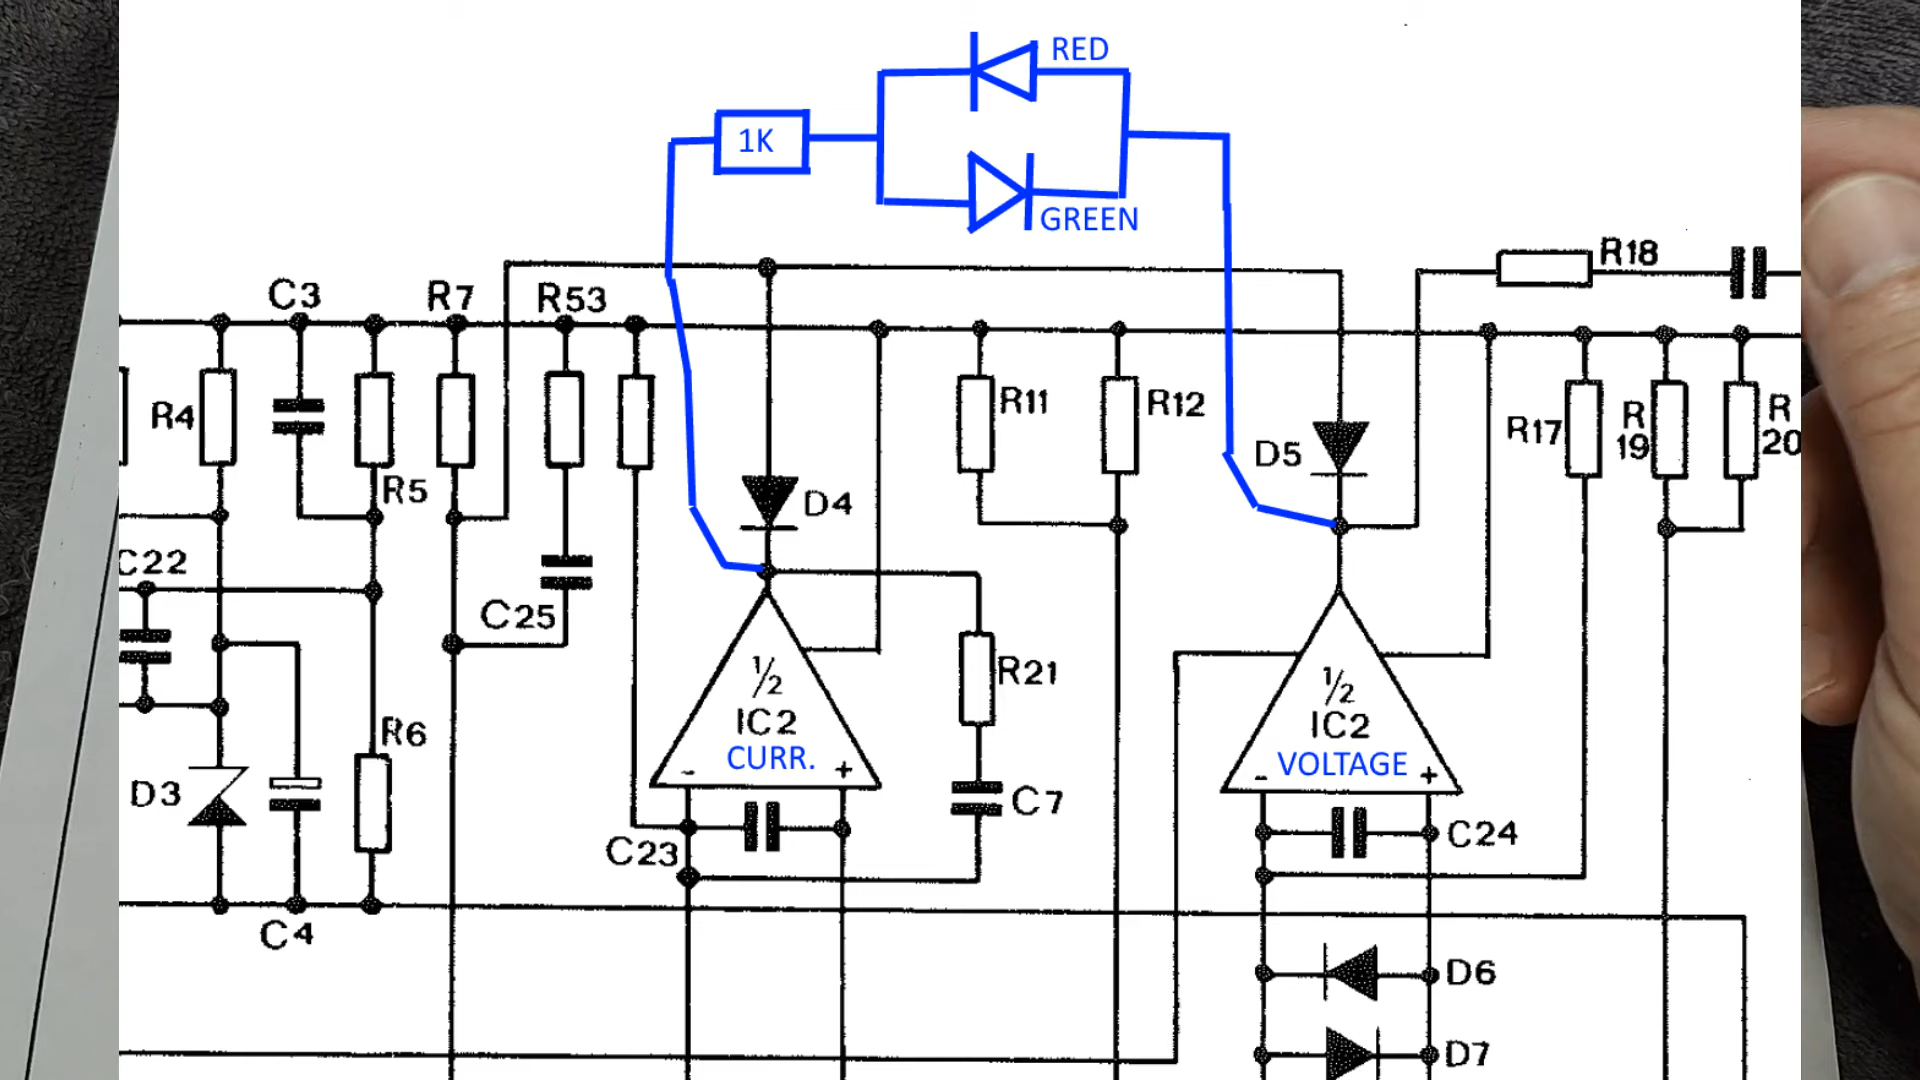 RED
1K
GREEN
R18
C3
R7
R53
R4
R5
D4
R11
R12
D5
R17
R
19
R
20
C22
C25
R6
D3
R21
C7
½
IC2
CURR.
- +
½
IC2
VOLTAGE
- +
C23
C24
C4
D6
D7